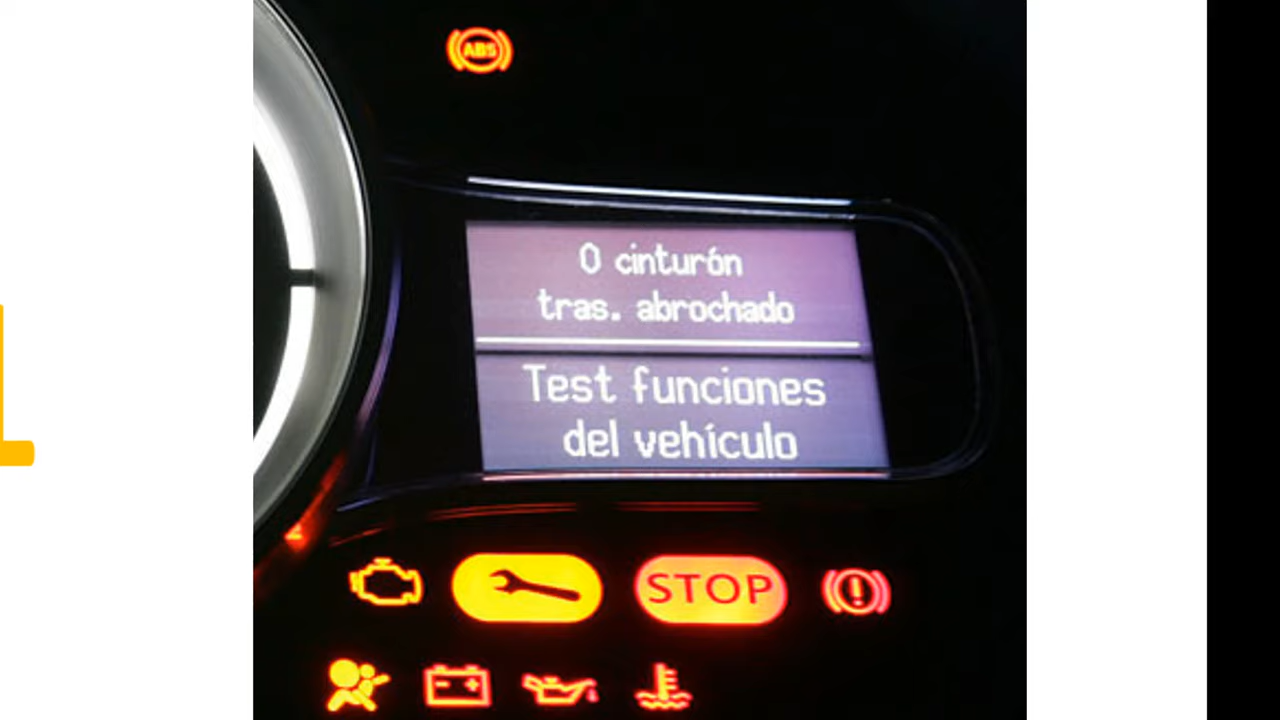 ABS
0 cinturón
tras. abrochado
Test funciones
del vehículo
STOP